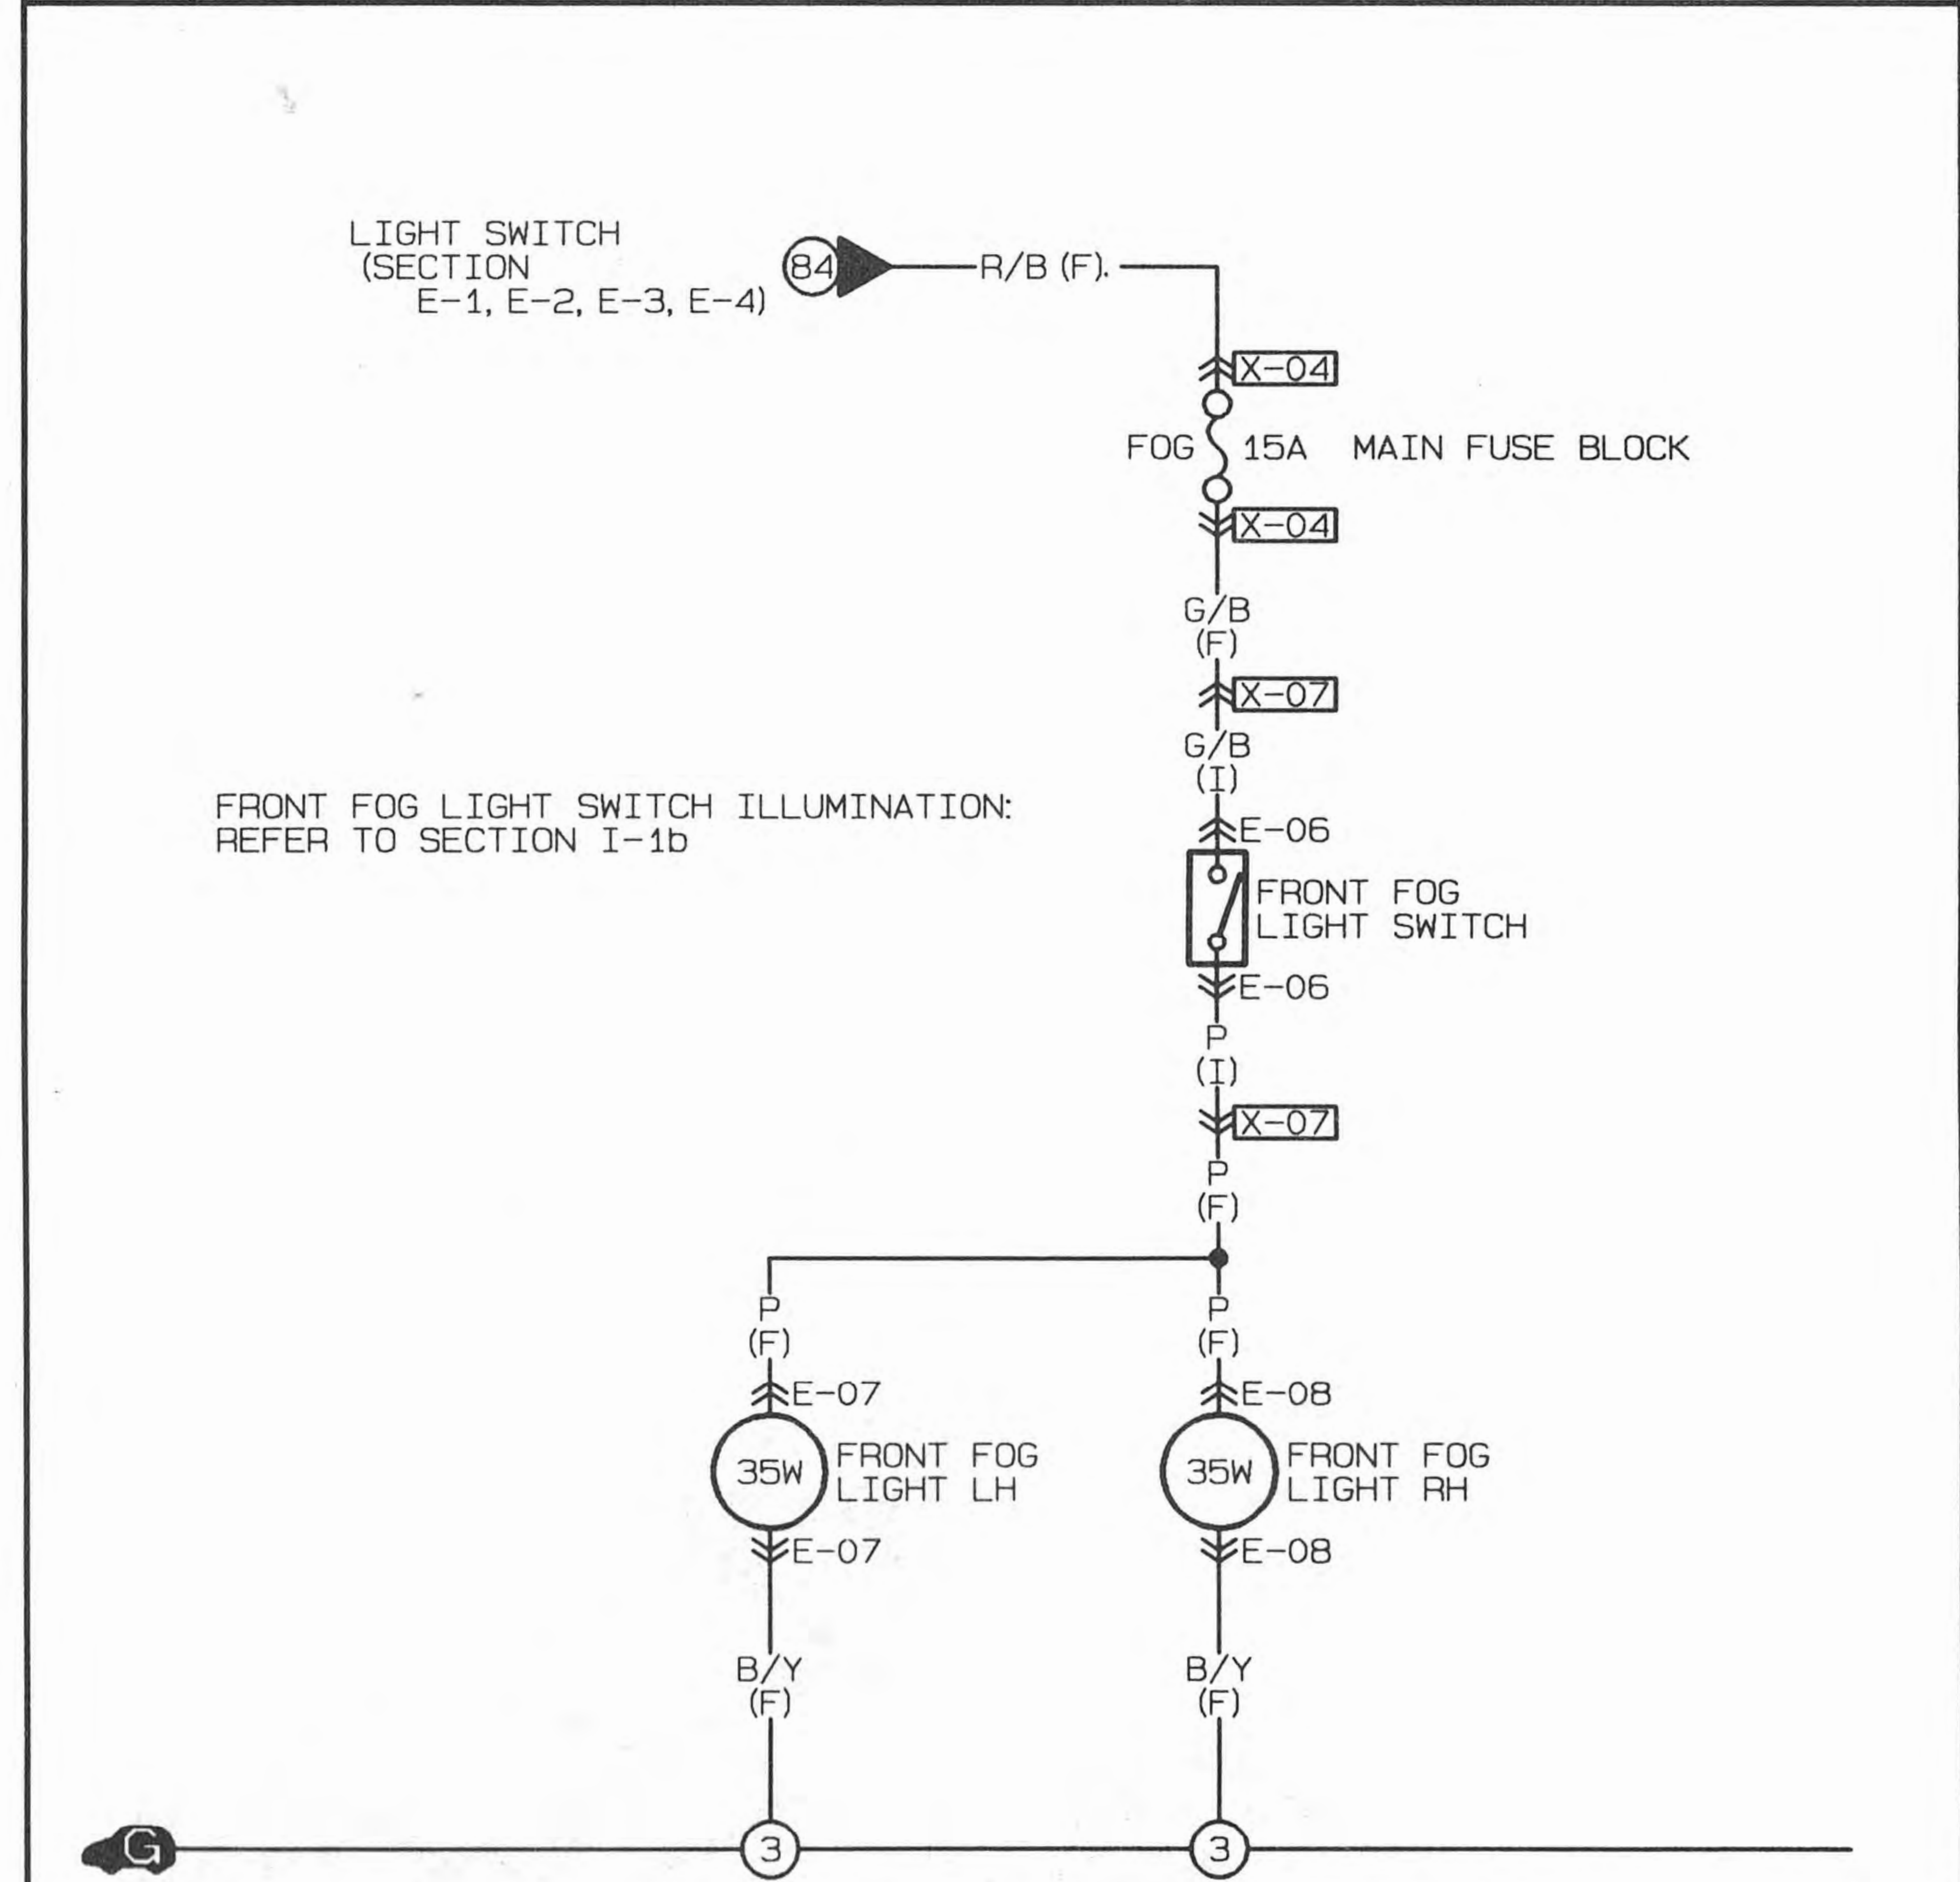 LIGHT SWITCH
(SECTION
E-1, E-2, E-3, E-4)
84
R/B (F).
X-04
FOG 15A MAIN FUSE BLOCK
X-04
G/B
(F)
X-07
G/B
(I)
FRONT FOG LIGHT SWITCH ILLUMINATION:
REFER TO SECTION I-1b
E-06
FRONT FOG
LIGHT SWITCH
E-06
P
(I)
X-07
P
(F)
P
(F)
P
(F)
E-07
E-08
35W
FRONT FOG
LIGHT LH
35W
FRONT FOG
LIGHT RH
E-07
E-08
B/Y
(F)
B/Y
(F)
G
3
3